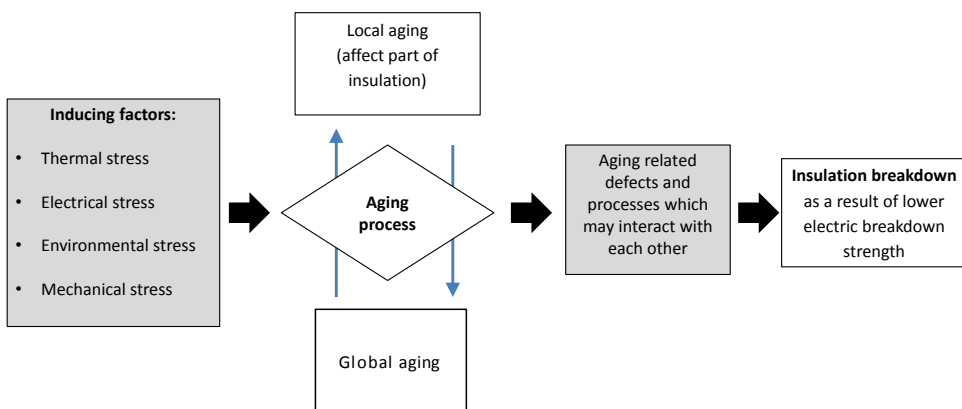 Inducing factors:
• Thermal stress
• Electrical stress
• Environmental stress
• Mechanical stress
Local aging
(affect part of
insulation)
Aging
process
Global aging
Aging related
defects and
processes which
may interact with
each other
Insulation breakdown
as a result of lower
electric breakdown
strength